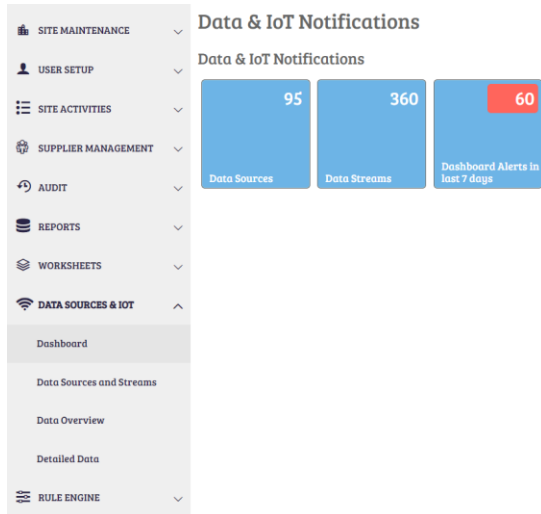 SITE MAINTENANCE
USER SETUP
SITE ACTIVITIES
SUPPLIER MANAGEMENT
AUDIT
REPORTS
WORKSHEETS
DATA SOURCES & IOT
Dashboard
Data Sources and Streams
Data Overview
Detailed Data
RULE ENGINE
Data & IoT Notifications
Data & IoT Notifications
95
Data Sources
360
Data Streams
60
Dashboard Alerts in
last 7 days